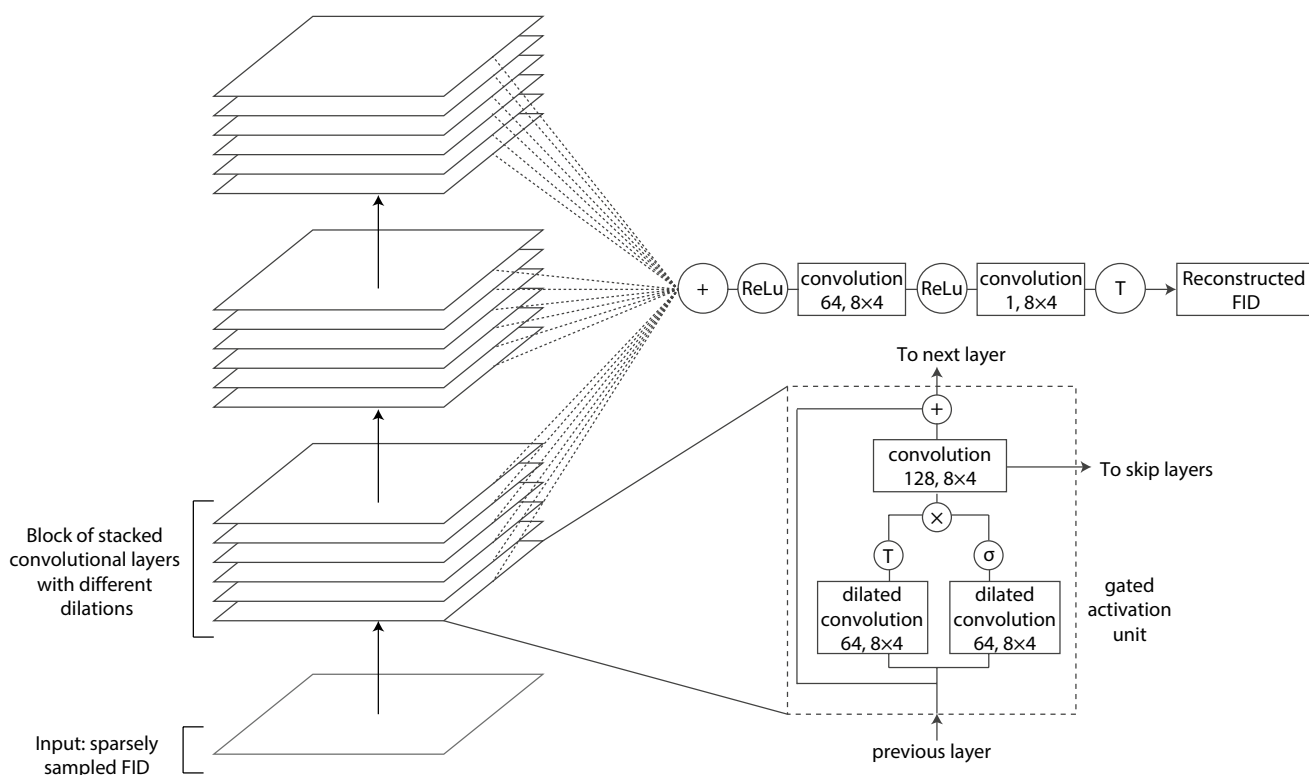 +
ReLu
convolution
64, 8×4
ReLu
convolution
1, 8×4
T
Reconstructed
FID
To next layer
+
convolution
128, 8×4
To skip layers
×
T
σ
dilated
convolution
64, 8×4
dilated
convolution
64, 8×4
gated
activation
unit
previous layer
Block of stacked
convolutional layers
with different
dilations
Input: sparsely
sampled FID